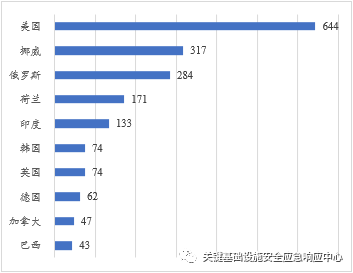 美国 644
挪威 317
俄罗斯 284
荷兰 171
印度 133
韩国 74
英国 74
德国 62
加拿大 47
巴西 43
关键基础设施安全应急响应中心